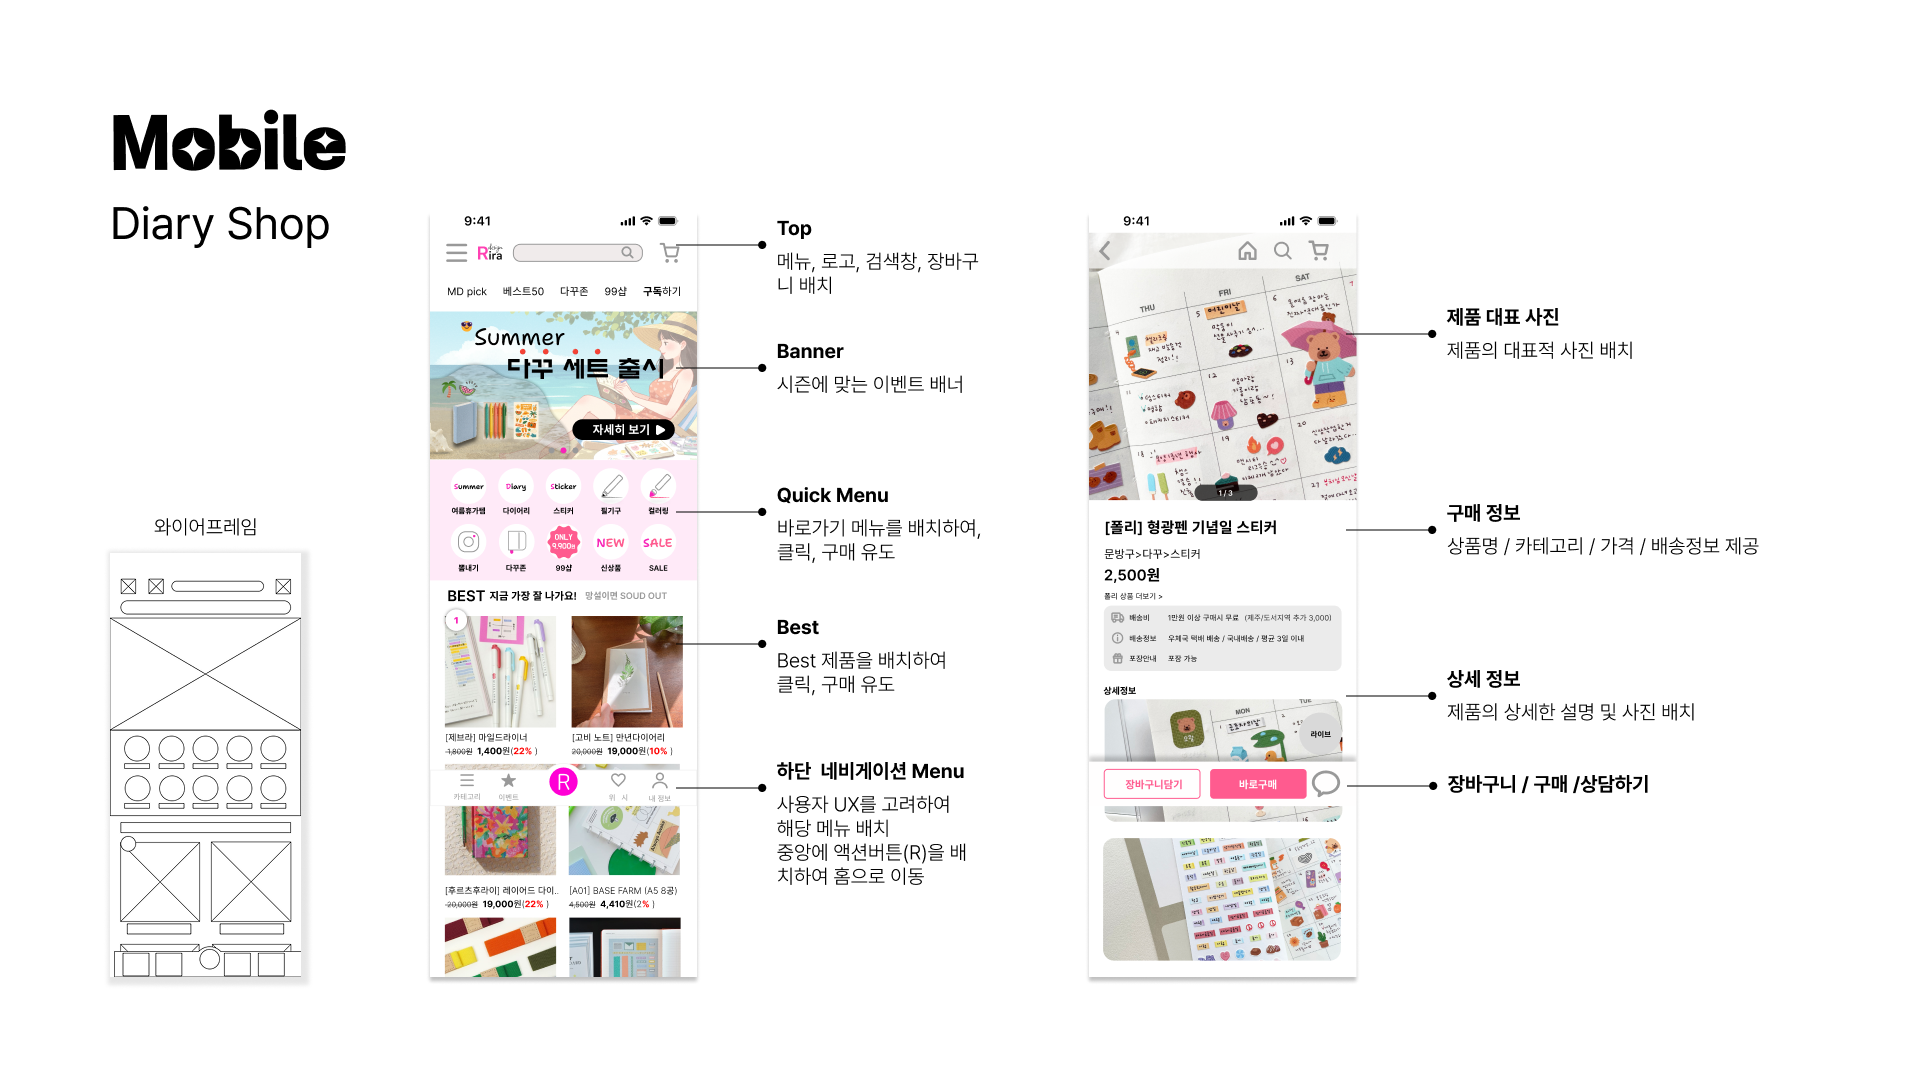 Mobile
Diary Shop
와이어프레임
9:41
design
Rira
MD pick 베스트50 다꾸존 99샵 구독하기
Summer
다꾸 세트 출시
자세히 보기
Summer Diary Sticker
여름휴가템 다이어리 스티커 필기구 컬러링
ONLY
9,900원
NEW SALE
뽐내기 다꾸존 99샵 신상품 SALE
BEST 지금 가장 잘 나가요! 망설이면 SOUD OUT
1
[제브라] 마일드라이너
1,800원 1,400원(22% )
[고비 노트] 만년다이어리
20,000원 19,000원(10% )
카테고리 이벤트 R 위 시 내 정보
[후르츠후라이] 레이어드 다이..
20,000원 19,000원(22% )
[A01] BASE FARM (A5 8공)
4,500원 4,410원(2% )
Top
메뉴, 로고, 검색창, 장바구
니 배치
Banner
시즌에 맞는 이벤트 배너
Quick Menu
바로가기 메뉴를 배치하여,
클릭, 구매 유도
Best
Best 제품을 배치하여
클릭, 구매 유도
하단 네비게이션 Menu
사용자 UX를 고려하여
해당 메뉴 배치
중앙에 액션버튼(R)을 배
치하여 홈으로 이동
9:41
THU FRI SAT
5 어린이날
6
12
13
19
20
1 / 3
[폴리] 형광펜 기념일 스티커
문방구>다꾸>스티커
2,500원
폴리 상품 더보기 >
배송비 1만원 이상 구매시 무료 (제주/도서지역 추가 3,000)
배송정보 우체국 택배 배송 / 국내배송 / 평균 3일 이내
포장안내 포장 가능
상세정보
MON TUE
라이브
장바구니담기 바로구매
제품 대표 사진
제품의 대표적 사진 배치
구매 정보
상품명 / 카테고리 / 가격 / 배송정보 제공
상세 정보
제품의 상세한 설명 및 사진 배치
장바구니 / 구매 /상담하기